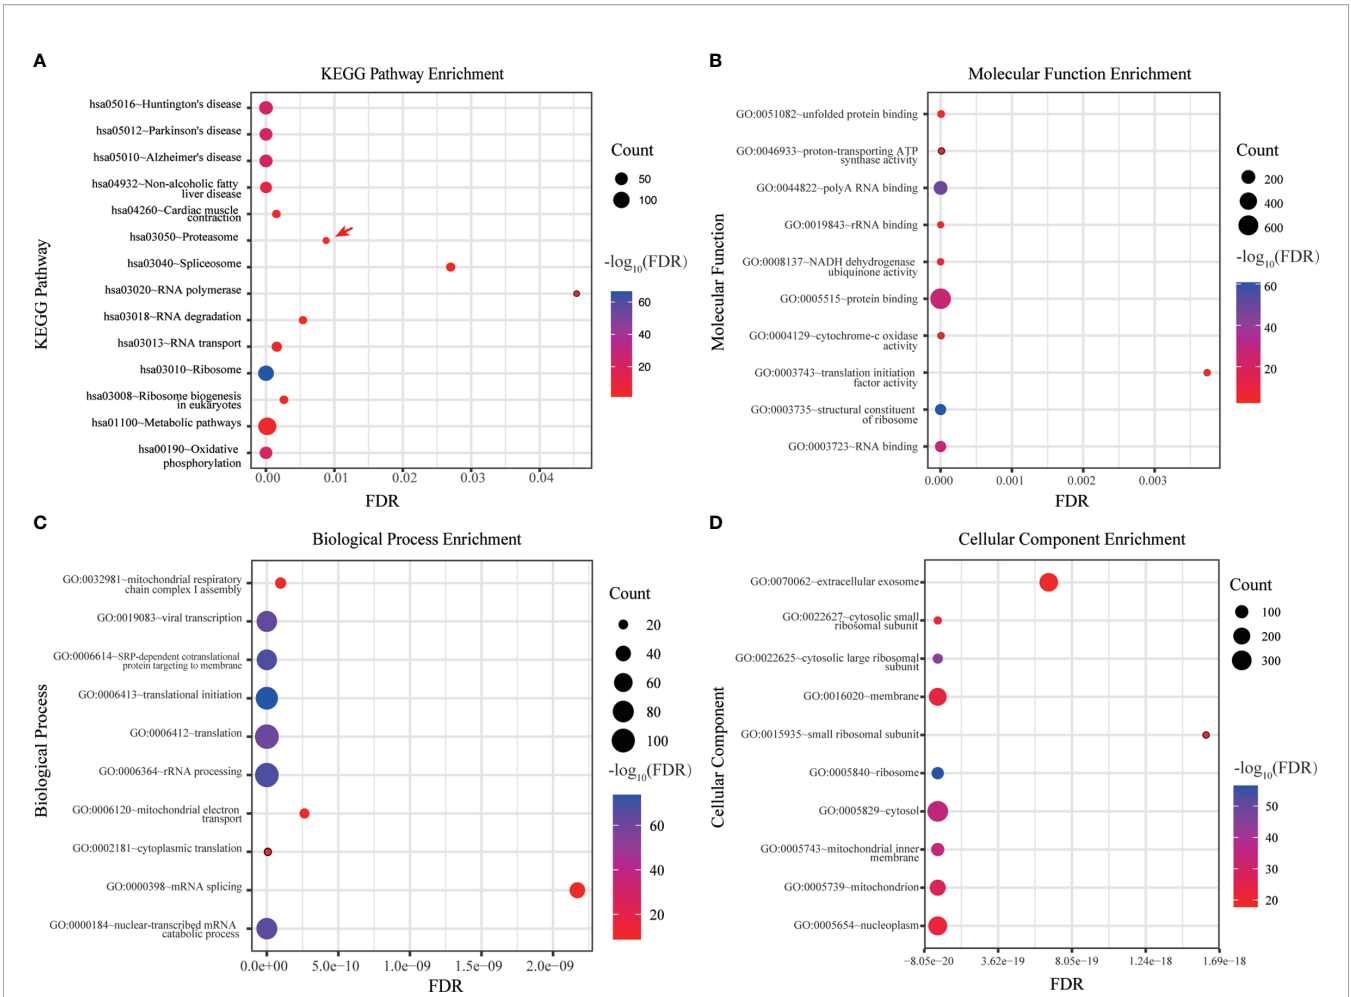 A
KEGG Pathway Enrichment
KEGG Pathway
hsa05016~Huntington's disease
hsa05012~Parkinson's disease
hsa05010~Alzheimer's disease
hsa04932~Non-alcoholic fatty
liver disease
hsa04260~Cardiac muscle
contraction
hsa03050~Proteasome
hsa03040~Spliceosome
hsa03020~RNA polymerase
hsa03018~RNA degradation
hsa03013~RNA transport
hsa03010~Ribosome
hsa03008~Ribosome biogenesis
in eukaryotes
hsa01100~Metabolic pathways
hsa00190~Oxidative
phosphorylation
0.00 0.01 0.02 0.03 0.04
FDR
Count
50
100
-log10(FDR)
60
40
20
B
Molecular Function Enrichment
Molecular Function
GO:0051082~unfolded protein binding
GO:0046933~proton-transporting ATP
synthase activity
GO:0044822~polyA RNA binding
GO:0019843~rRNA binding
GO:0008137~NADH dehydrogenase
ubiquinone activity
GO:0005515~protein binding
GO:0004129~cytochrome-c oxidase
activity
GO:0003743~translation initiation
factor activity
GO:0003735~structural constituent
of ribosome
GO:0003723~RNA binding
0.000 0.001 0.002 0.003
FDR
Count
200
400
600
-log10(FDR)
60
40
20
C
Biological Process Enrichment
Biological Process
GO:0032981~mitochondrial respiratory
chain complex I assembly
GO:0019083~viral transcription
GO:0006614~SRP-dependent cotranslational
protein targeting to membrane
GO:0006413~translational initiation
GO:0006412~translation
GO:0006364~rRNA processing
GO:0006120~mitochondrial electron
transport
GO:0002181~cytoplasmic translation
GO:0000398~mRNA splicing
GO:0000184~nuclear-transcribed mRNA
catabolic process
0.0e+00 5.0e-10 1.0e-09 1.5e-09 2.0e-09
FDR
Count
20
40
60
80
100
-log10(FDR)
60
40
20
D
Cellular Component Enrichment
Cellular Component
GO:0070062~extracellular exosome
GO:0022627~cytosolic small
ribosomal subunit
GO:0022625~cytosolic large ribosomal
subunit
GO:0016020~membrane
GO:0015935~small ribosomal subunit
GO:0005840~ribosome
GO:0005829~cytosol
GO:0005743~mitochondrial inner
membrane
GO:0005739~mitochondrion
GO:0005654~nucleoplasm
-8.05e-20 3.62e-19 8.05e-19 1.24e-18 1.69e-18
FDR
Count
100
200
300
-log10(FDR)
50
40
30
20